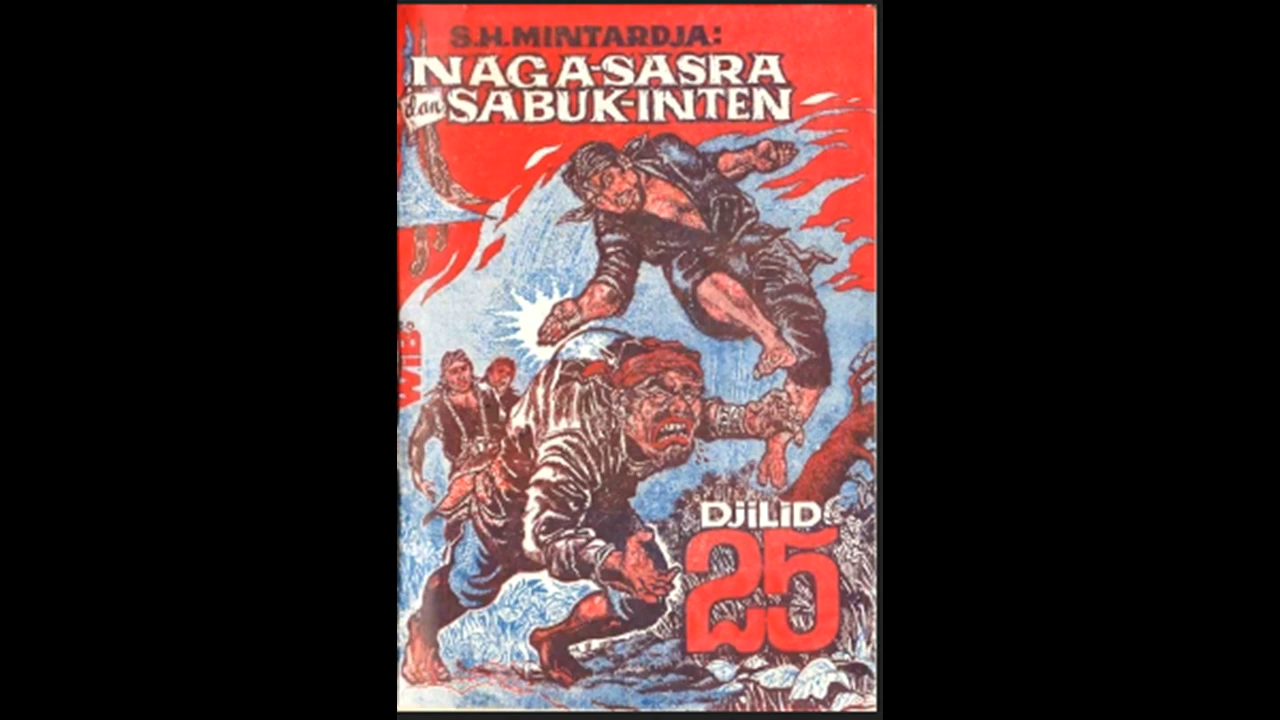 S.H.MINTARDJA:
NAGA-SASRA
dan SABUK-INTEN
WIB
DJILID
25